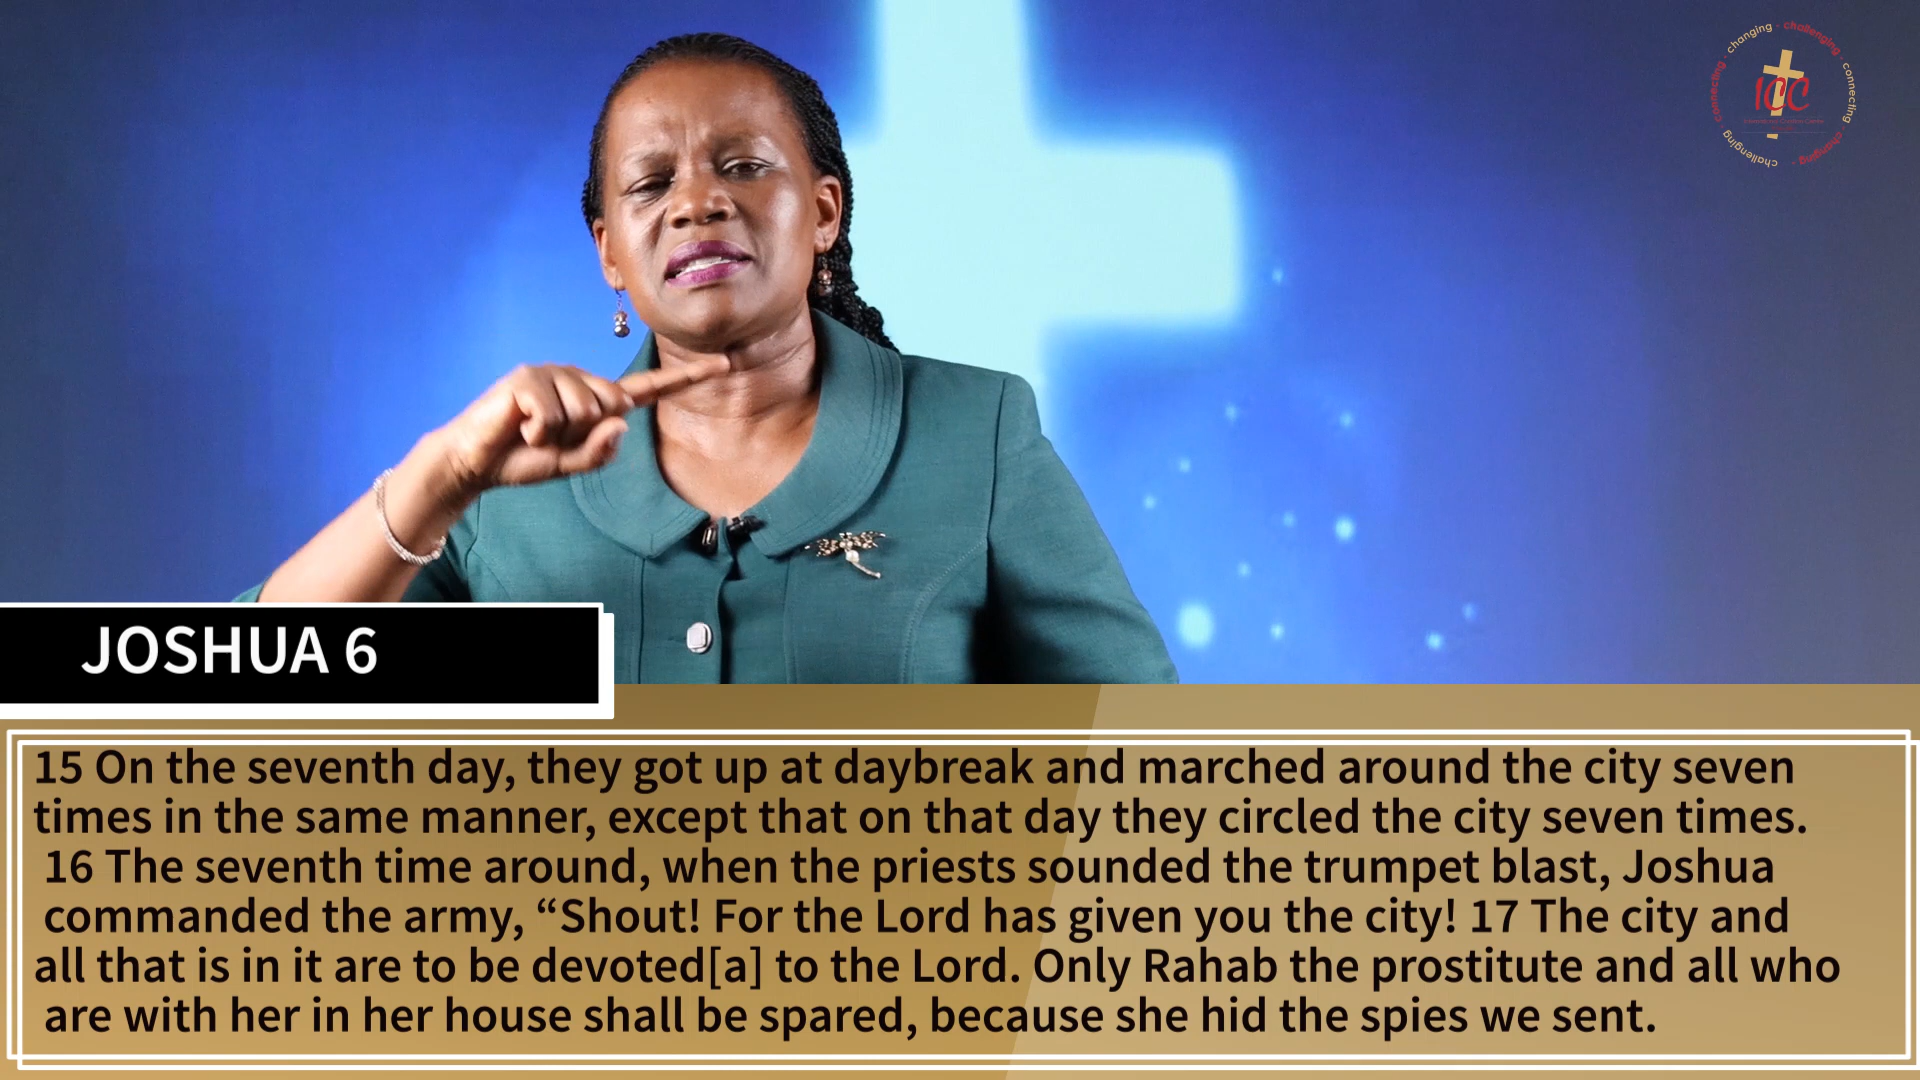 changing - challenging - connecting - changing - challenging - connecting -
ICC
JOSHUA 6
15 On the seventh day, they got up at daybreak and marched around the city seven
times in the same manner, except that on that day they circled the city seven times.
16 The seventh time around, when the priests sounded the trumpet blast, Joshua
commanded the army, “Shout! For the Lord has given you the city! 17 The city and
all that is in it are to be devoted[a] to the Lord. Only Rahab the prostitute and all who
are with her in her house shall be spared, because she hid the spies we sent.